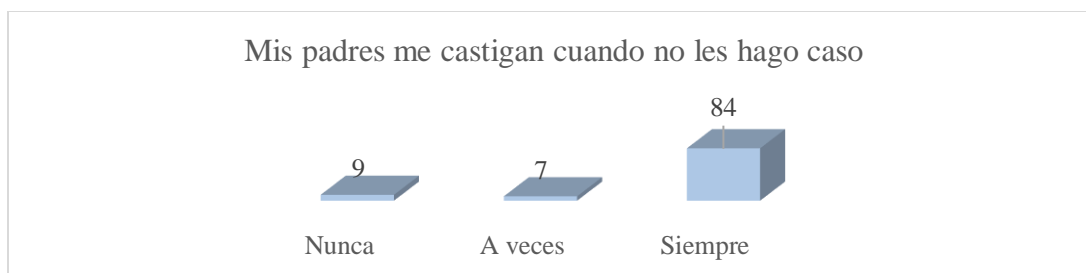 Mis padres me castigan cuando no les hago caso
84
9 7
Nunca A veces Siempre